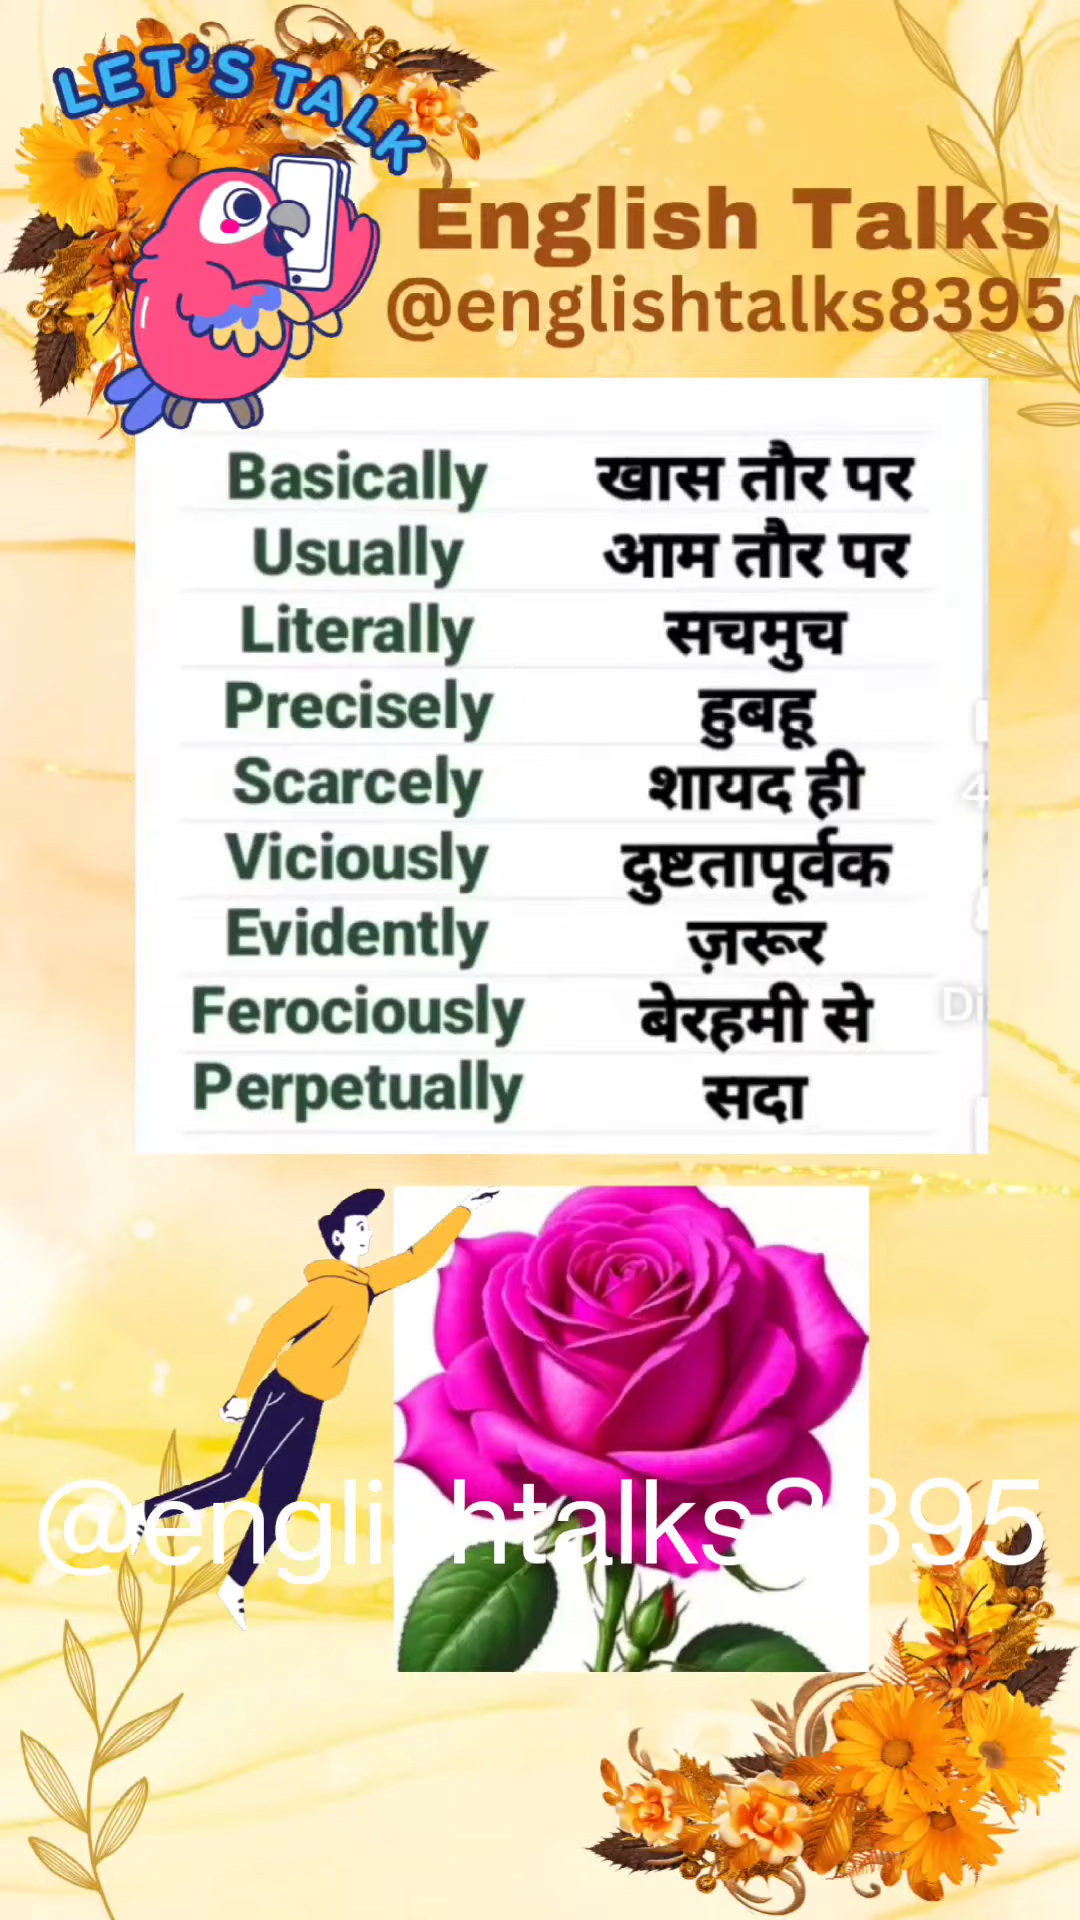 LET'S TALK
English Talks
@englishtalks8395
Basically खास तौर पर
Usually आम तौर पर
Literally सचमुच
Precisely हुबहू
Scarcely शायद ही
Viciously दुष्टतापूर्वक
Evidently ज़रूर
Ferociously बेरहमी से
Perpetually सदा
@englishtalks8395